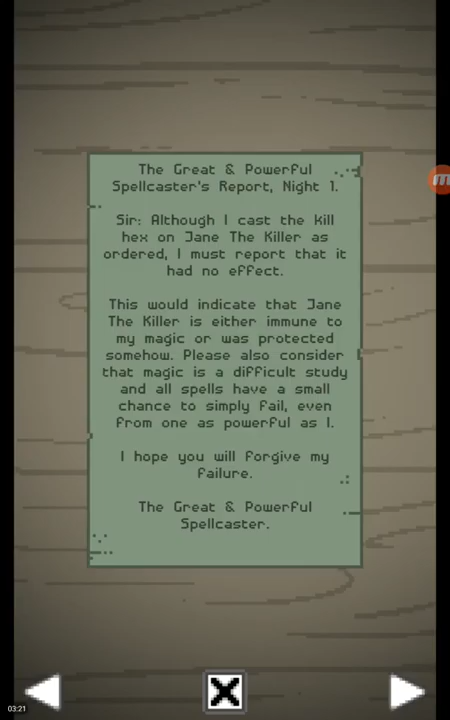 The Great & Powerful
Spellcaster's Report, Night 1.
Sir: Although I cast the kill
hex on Jane The Killer as
ordered, I must report that it
had no effect.
This would indicate that Jane
The Killer is either immune to
my magic or was protected
somehow. Please also consider
that magic is a difficult study
and all spells have a small
chance to simply fail, even
from one as powerful as I.
I hope you will forgive my
failure.
The Great & Powerful
Spellcaster.
03:21